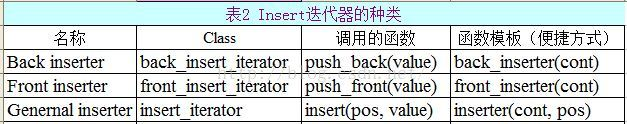 表2 Insert迭代器的种类
名称 Class 调用的函数 函数模板（便捷方式）
Back inserter back_insert_iterator push_back(value) back_inserter(cont)
Front inserter front_insert_iterator push_front(value) front_inserter(cont)
Genernal inserter insert_iterator insert(pos, value) inserter(cont, pos)